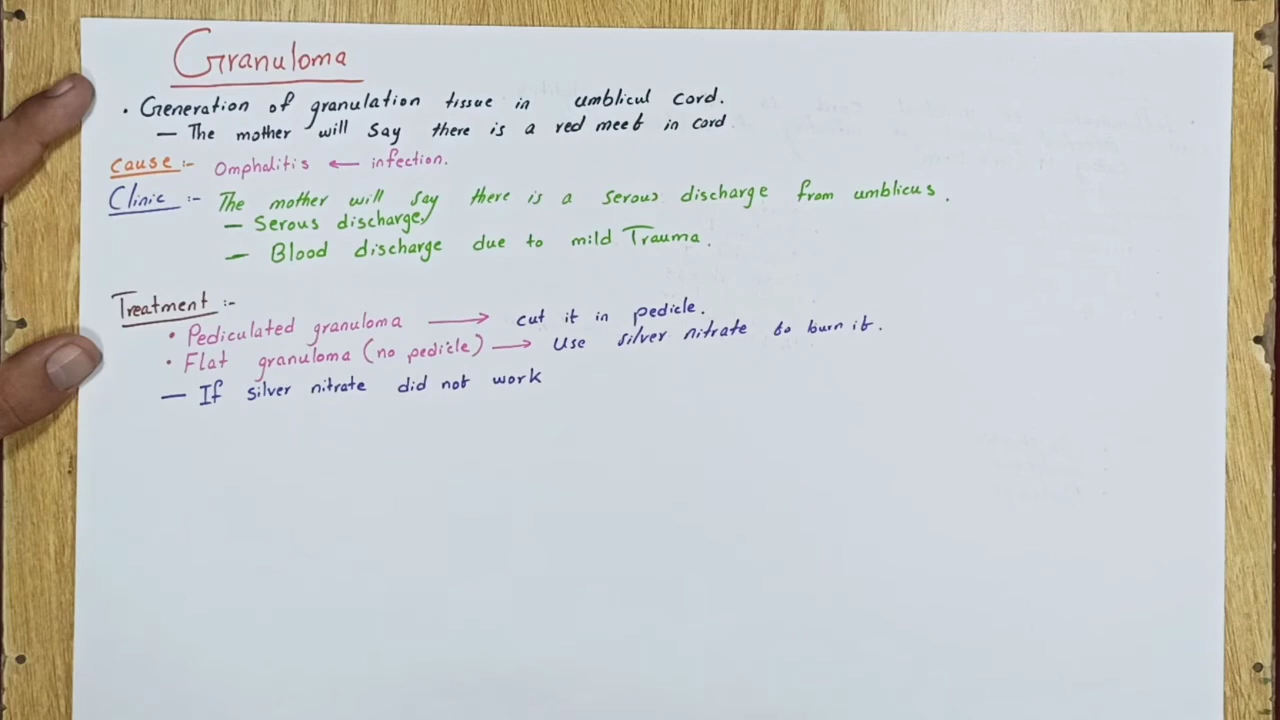 Granuloma
• Generation of granulation tissue in umblicul cord.
— The mother will say there is a red meet in cord
Cause :- Omphalitis ← infection.
Clinic :- The mother will say there is a serous discharge from umblicus.
— Serous discharge,
— Blood discharge due to mild Trauma.
Treatment :-
• Pediculated granuloma → cut it in pedicle.
• Flat granuloma (no pedicle) → Use silver nitrate to burn it.
— If silver nitrate did not work